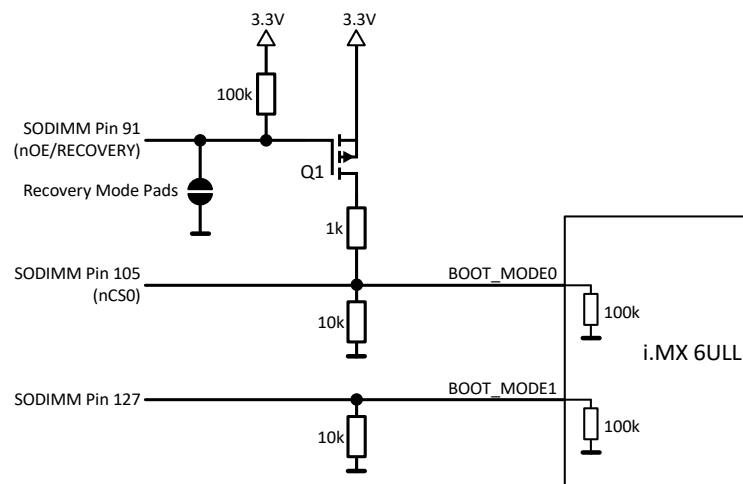 3.3V
3.3V
100k
SODIMM Pin 91
(nOE/RECOVERY)
Q1
Recovery Mode Pads
1k
SODIMM Pin 105
(nCS0)
BOOT_MODE0
10k
100k
i.MX 6ULL
SODIMM Pin 127
BOOT_MODE1
10k
100k